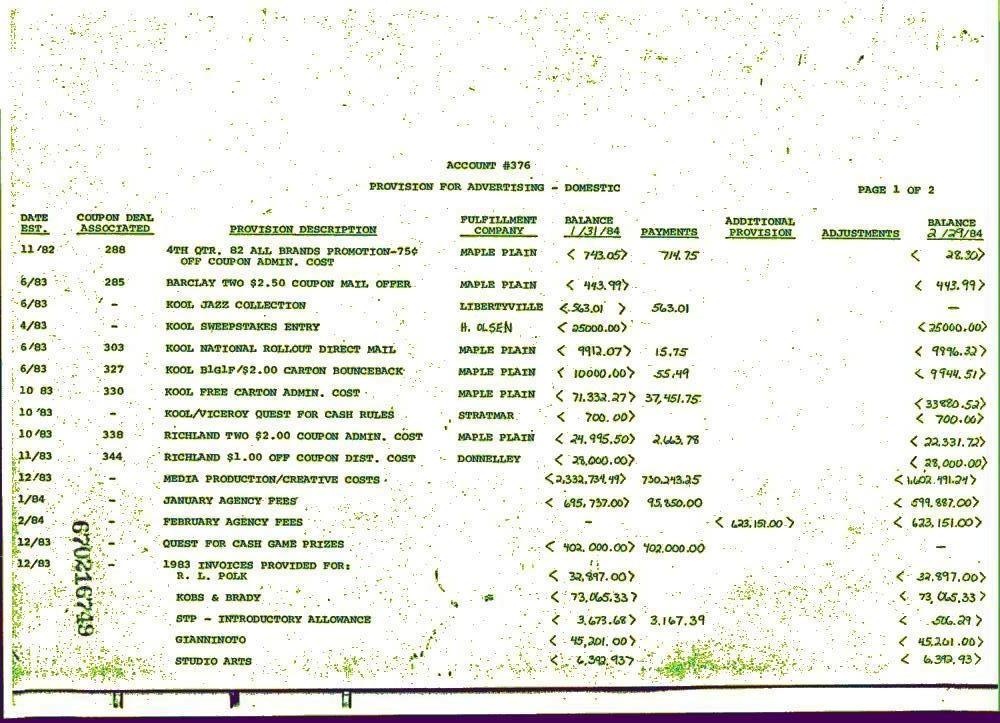 ACCOUNT #376
PROVISION FOR ADVERTISING - DOMESTIC
PAGE 1 OF 2
DATE EST. COUPON DEAL ASSOCIATED PROVISION DESCRIPTION FULFILLMENT COMPANY BALANCE 1/31/84 PAYMENTS ADDITIONAL PROVISION ADJUSTMENTS BALANCE 2/29/84
11/82 288 4TH QTR. 82 ALL BRANDS PROMOTION-75¢ MAPLE PLAIN < 743.05> 714.75 < 28.30>
OFF COUPON ADMIN. COST
6/83 285 BARCLAY TWO $2.50 COUPON MAIL OFFER MAPLE PLAIN < 443.99> < 443.99>
6/83 - KOOL JAZZ COLLECTION LIBERTYVILLE < 563.01 > 563.01 -
4/83 - KOOL SWEEPSTAKES ENTRY H. OLSEN < 25000.00> < 25000.00>
6/83 303 KOOL NATIONAL ROLLOUT DIRECT MAIL MAPLE PLAIN < 9912.07> 15.75 < 9896.32>
6/83 327 KOOL B1G1F/$2.00 CARTON BOUNCEBACK MAPLE PLAIN < 10000.00> 55.49 < 9944.51>
10 83 330 KOOL FREE CARTON ADMIN. COST MAPLE PLAIN < 71.332.27> 37,451.75 < 33880.52>
10 '83 - KOOL/VICEROY QUEST FOR CASH RULES STRATMAR < 700.00> < 700.00>
10/83 338 RICHLAND TWO $2.00 COUPON ADMIN. COST MAPLE PLAIN < 24,995.50> 2,663,78 < 22,331.72>
11/83 344 RICHLAND $1.00 OFF COUPON DIST. COST DONNELLEY < 28,000.00> < 28,000.00>
12/83 - MEDIA PRODUCTION/CREATIVE COSTS <2,332,734.49> 730,243.25 <1,602,491.24>
1/84 - JANUARY AGENCY FEES < 695,737.00> 95,850.00 < 599,887.00>
2/84 - FEBRUARY AGENCY FEES - < 623,151.00 > < 623,151.00>
12/83 - QUEST FOR CASH GAME PRIZES < 402,000.00> 402,000.00 -
12/83 - 1983 INVOICES PROVIDED FOR:
R. L. POLK < 32,897.00> < 32,897.00>
KOBS & BRADY < 73,065.33> < 73,065.33>
STP - INTRODUCTORY ALLOWANCE < 3,673.68> 3,167.39 < 506.29 >
GIANNINOTO < 45,201.00> < 45,201.00>
STUDIO ARTS < 6,392,93> < 6,392,93>
670216749